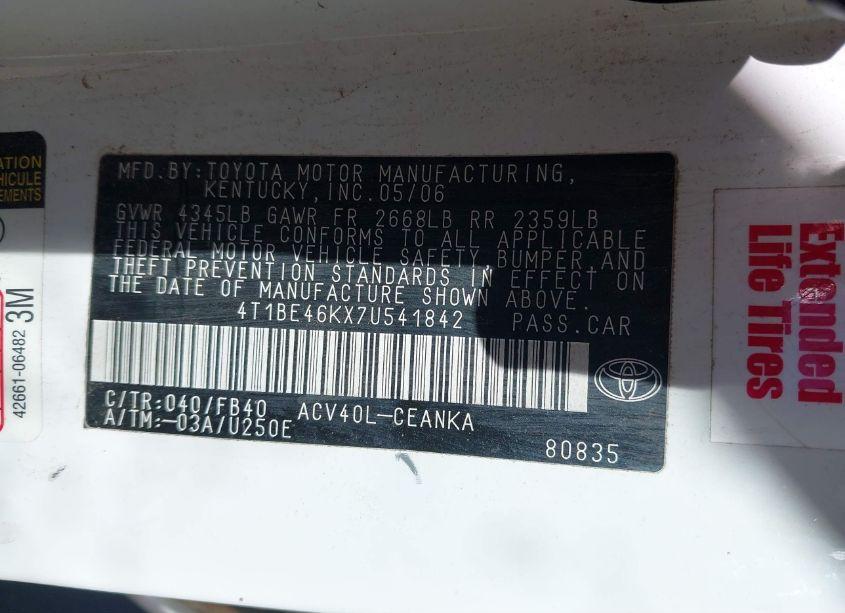 ATION
VEHICULE
EMENTS
42661-06482 3M
MFD.BY:TOYOTA MOTOR MANUFACTURING,
KENTUCKY,INC.05/06
GVWR 4345LB GAWR FR 2668LB RR 2359LB
THIS VEHICLE CONFORMS TO ALL APPLICABLE
FEDERAL MOTOR VEHICLE SAFETY, BUMPER AND
THEFT PREVENTION STANDARDS IN EFFECT ON
THE DATE OF MANUFACTURE SHOWN ABOVE.
4T1BE46KX7U541842 PASS.CAR
C/TR:040/FB40 ACV40L-CEANKA
A/TM:-03A/U250E
80835
Extended
Life Tires